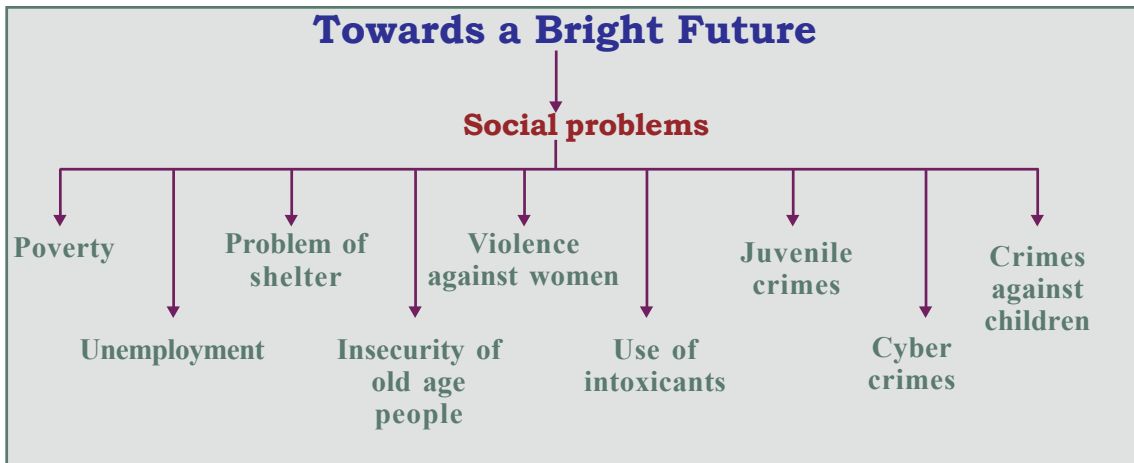 Towards a Bright Future
Social problems
Poverty
Unemployment
Problem of
shelter
Insecurity of
old age
people
Violence
against women
Use of
intoxicants
Juvenile
crimes
Cyber
crimes
Crimes
against
children